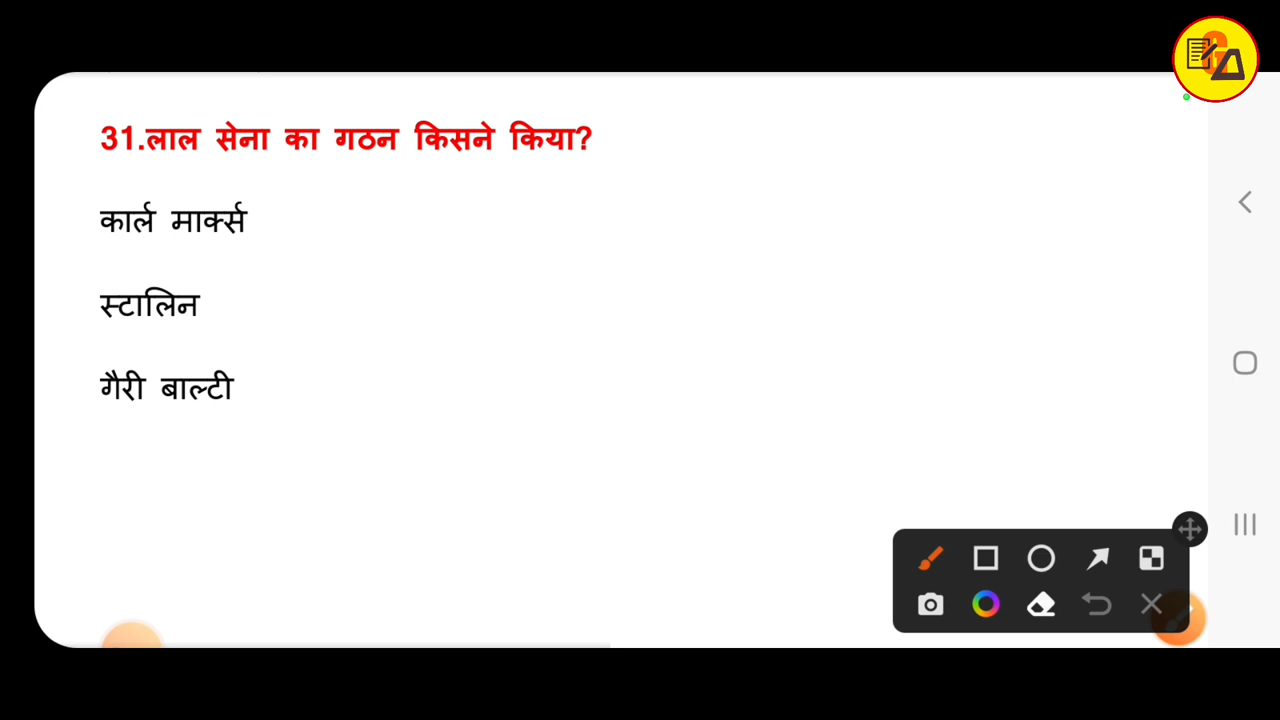 31.लाल सेना का गठन किसने किया?
कार्ल मार्क्स
स्टालिन
गैरी बाल्टी